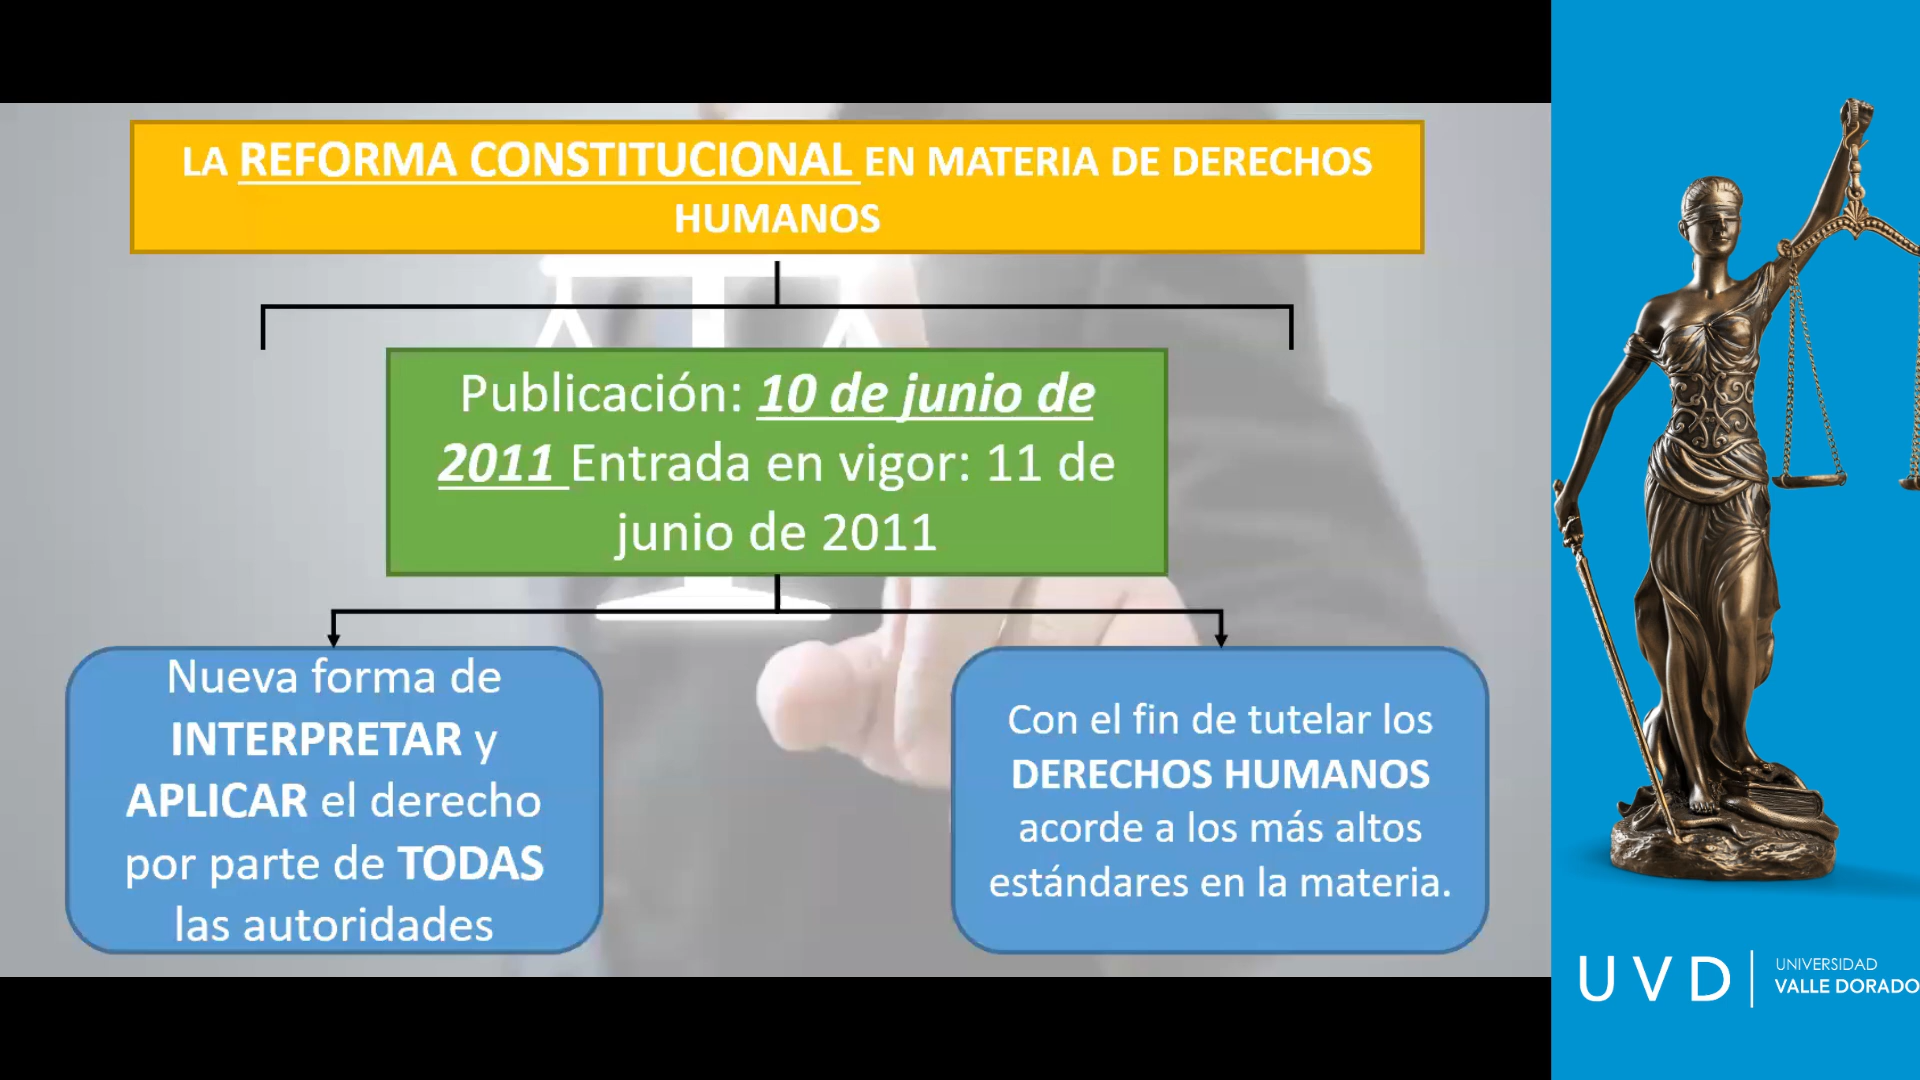 LA REFORMA CONSTITUCIONAL EN MATERIA DE DERECHOS
HUMANOS
Publicación: 10 de junio de
2011 Entrada en vigor: 11 de
junio de 2011
Nueva forma de
INTERPRETAR y
APLICAR el derecho
por parte de TODAS
las autoridades
Con el fin de tutelar los
DERECHOS HUMANOS
acorde a los más altos
estándares en la materia.
UVD
UNIVERSIDAD
VALLE DORADO